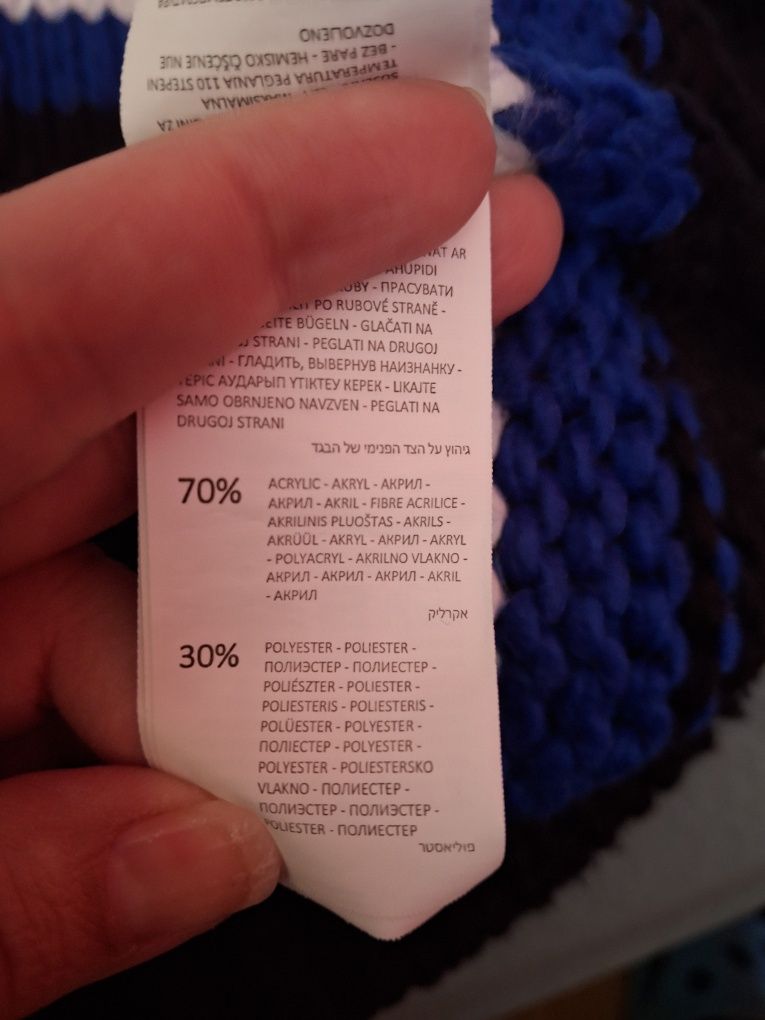 DOZVOLJENO
- BEZ PARE - HEMISKO ČIŠĆENJE NIJE
TEMPERATURA PEGLANJA 110 STEPENI
MAKSIMALNA
AR
- ПРАСУВАТИ
PO RUBOVÉ STRANĚ -
BÜGELN - GLAČATI NA
STRANI - PEGLATI NA DRUGOJ
- ГЛАДИТЬ, ВЫВЕРНУВ НАИЗНАНКУ -
ТЕРІС АУДАРЫП ҮТІКТЕУ КЕРЕК - LIKAJTE
SAMO OBRNJENO NAVZVEN - PEGLATI NA
DRUGOJ STRANI
גיהוץ על הצד הפנימי של הבגד
70%
ACRYLIC - AKRYL - АКРИЛ -
АКРИЛ - AKRIL - FIBRE ACRILICE -
AKRILINIS PLUOŠTAS - AKRILS -
AKRÜÜL - AKRYL - АКРИЛ - AKRYL
- POLYACRYL - AKRILNO VLAKNO -
АКРИЛ - АКРИЛ - АКРИЛ - AKRIL
- АКРИЛ
אקריליק
30%
POLYESTER - POLIESTER -
ПОЛИЭСТЕР - ПОЛИЕСТЕР -
POLIÉSZTER - POLIESTER -
POLIESTERIS - POLIESTERIS -
POLÜESTER - POLYESTER -
ПОЛІЕСТЕР - POLYESTER -
POLYESTER - POLIESTERSKO
VLAKNO - ПОЛИЕСТЕР -
ПОЛИЭСТЕР - ПОЛИЭСТЕР -
POLIESTER - ПОЛИЕСТЕР
פוליאסטר